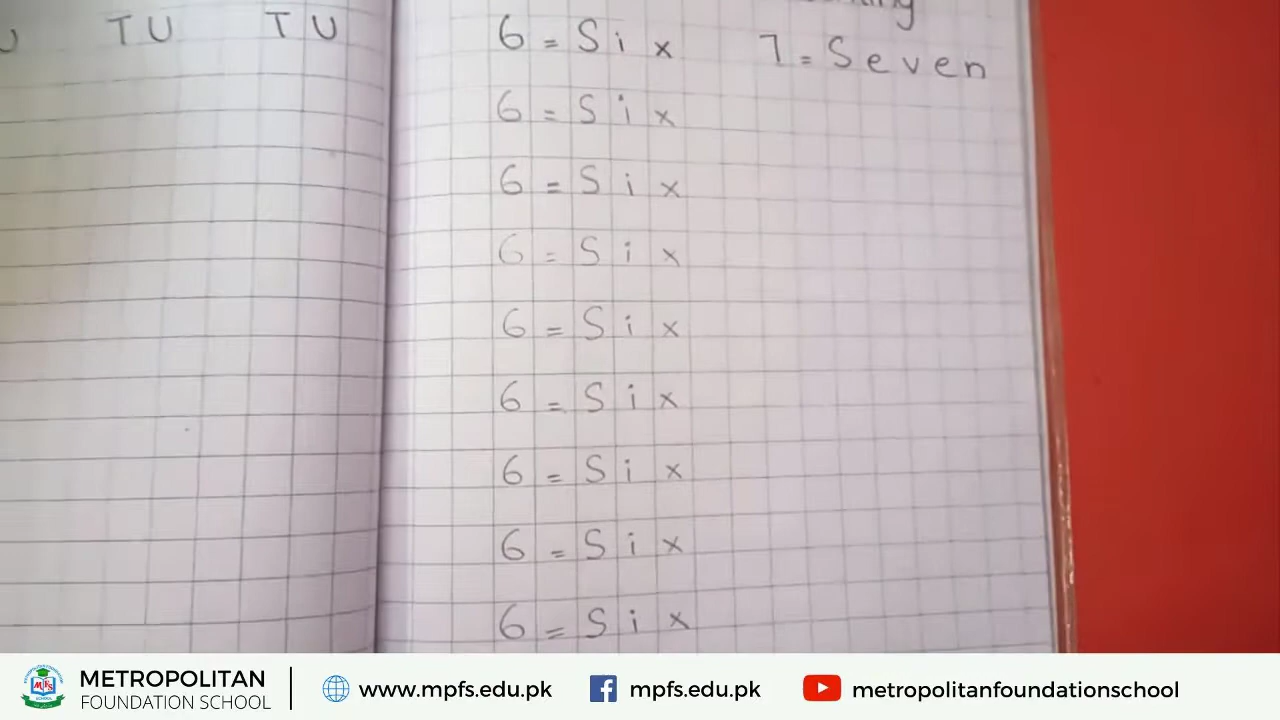 TU TU
6 = Six 7 = Seven
6 = Six
6 = Six
6 = Six
6 = Six
6 = Six
6 = Six
6 = Six
6 = Six
METROPOLITAN
FOUNDATION SCHOOL
www.mpfs.edu.pk
mpfs.edu.pk
metropolitanfoundationschool